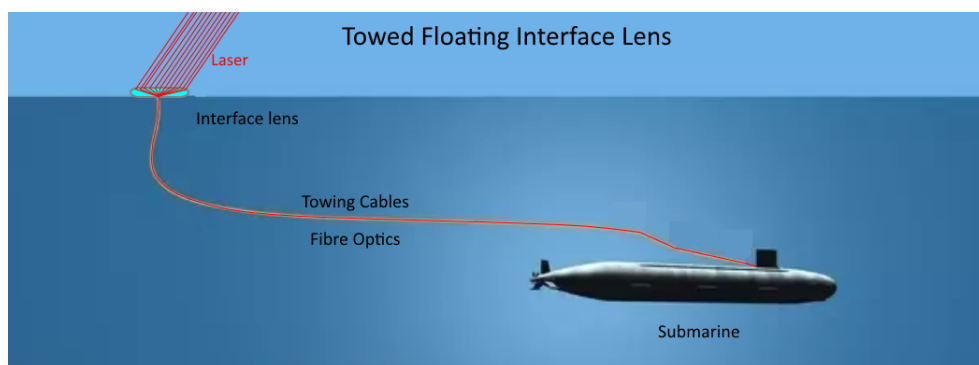 Towed Floating Interface Lens
Laser
Interface lens
Towing Cables
Fibre Optics
Submarine